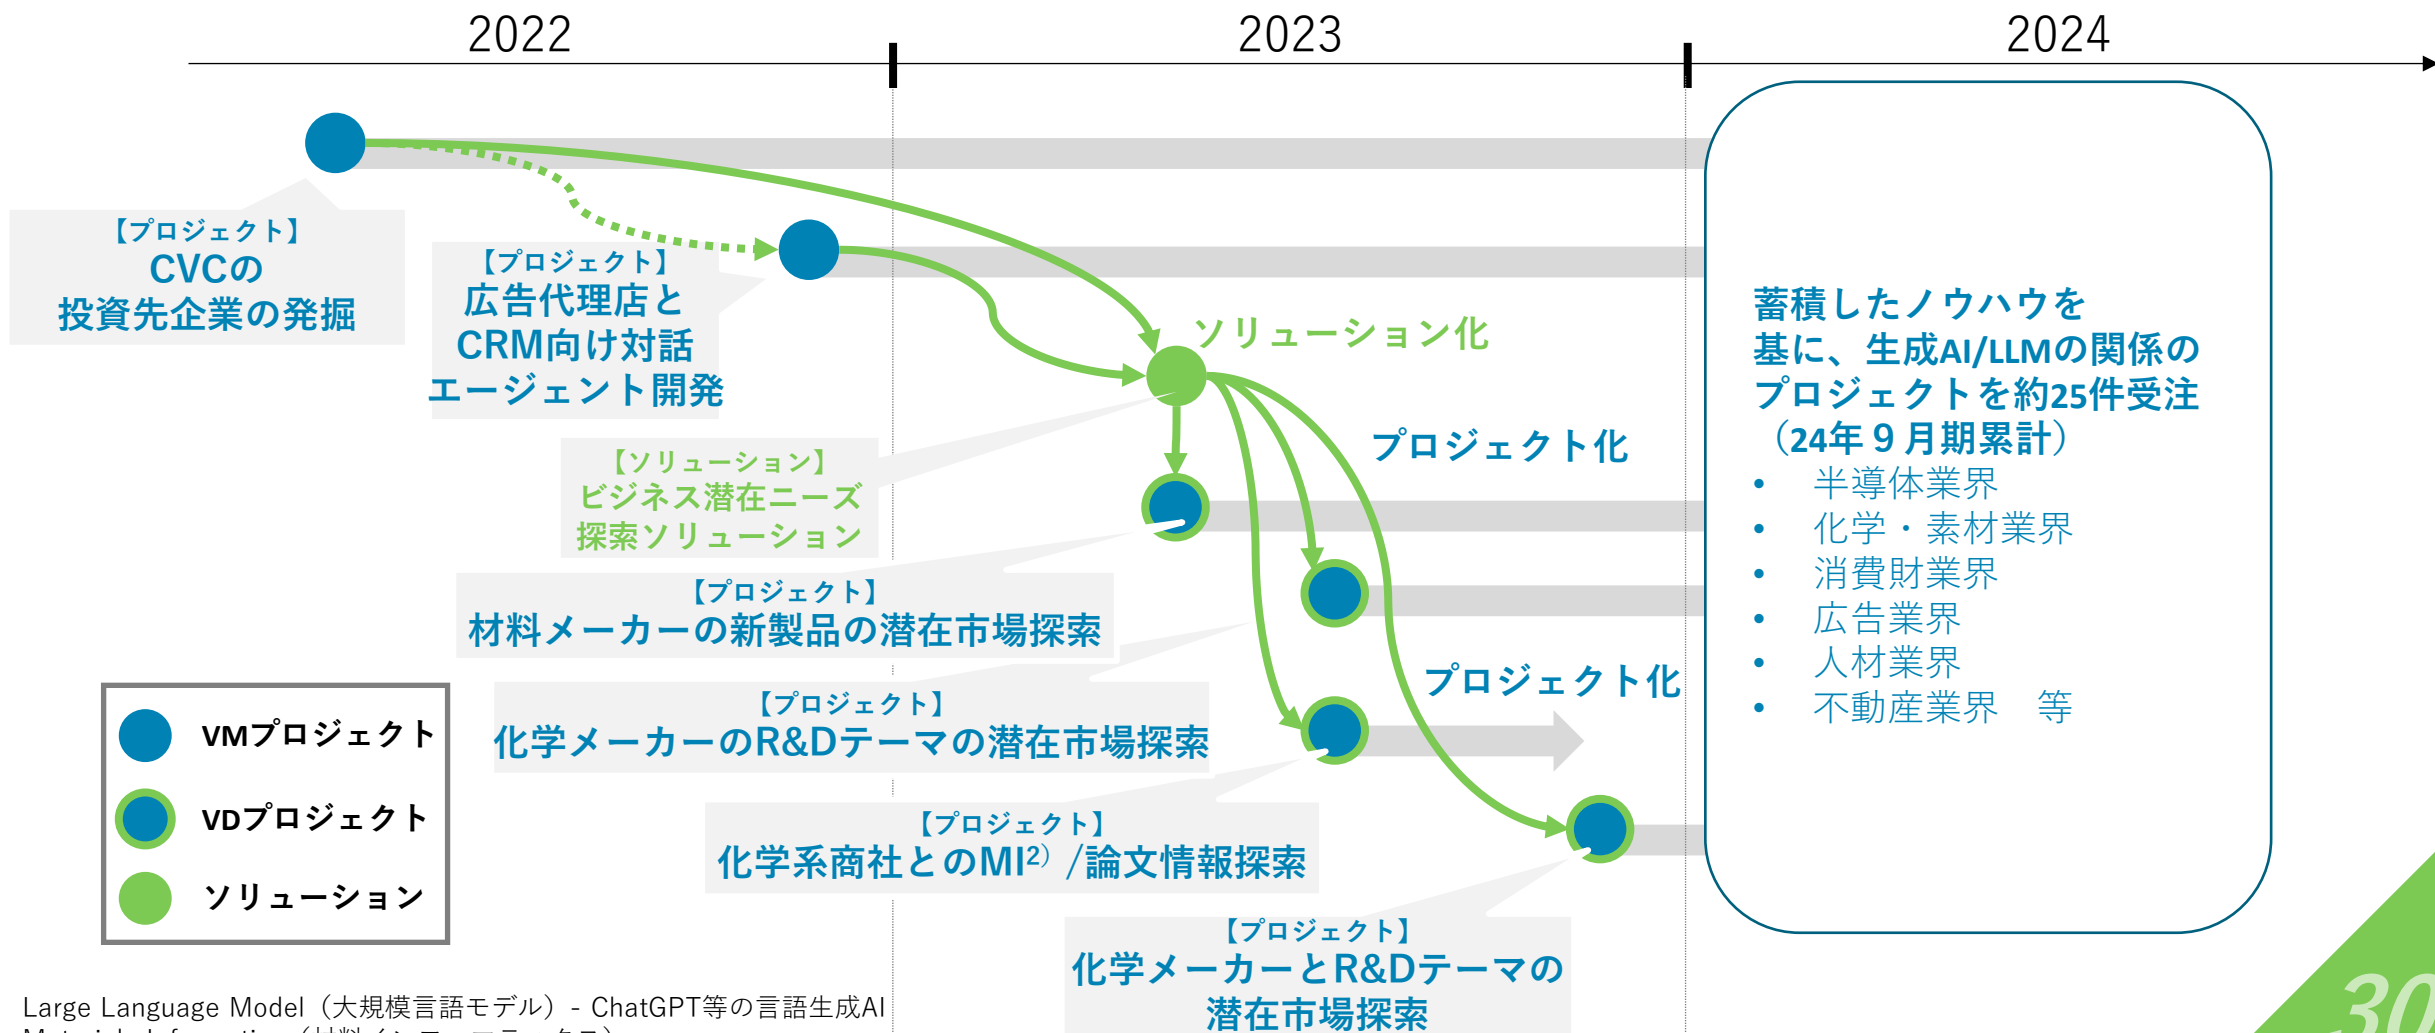 2022
2023
2024
【プロジェクト】
CVCの
投資先企業の発掘
【プロジェクト】
広告代理店と
CRM向け対話
エージェント開発
ソリューション化
【ソリューション】
ビジネス潜在ニーズ
探索ソリューション
プロジェクト化
【プロジェクト】
材料メーカーの新製品の潜在市場探索
プロジェクト化
【プロジェクト】
化学メーカーのR&Dテーマの潜在市場探索
【プロジェクト】
化学系商社とのMI2）/論文情報探索
【プロジェクト】
化学メーカーとR&Dテーマの
潜在市場探索
蓄積したノウハウを
基に、生成AI/LLMの関係の
プロジェクトを約25件受注
（24年９月期累計）
• 半導体業界
• 化学・素材業界
• 消費財業界
• 広告業界
• 人材業界
• 不動産業界　等
VMプロジェクト
VDプロジェクト
ソリューション
Large Language Model（大規模言語モデル）- ChatGPT等の言語生成AI
30